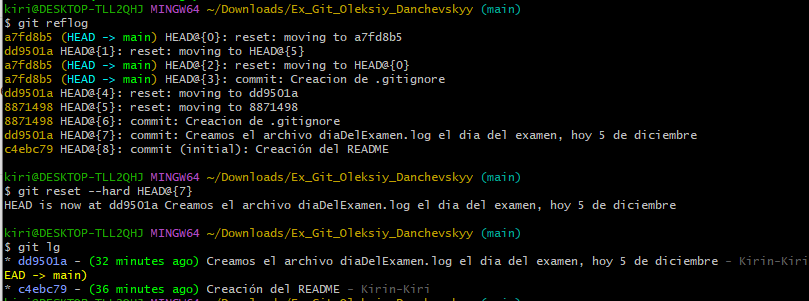 kiri@DESKTOP-TLL2QHJ MINGW64 ~/Downloads/Ex_Git_Oleksiy_Danchevskyy (main)
$ git reflog
a7fd8b5 (HEAD -> main) HEAD@{0}: reset: moving to a7fd8b5
dd9501a HEAD@{1}: reset: moving to HEAD@{5}
a7fd8b5 (HEAD -> main) HEAD@{2}: reset: moving to HEAD@{0}
a7fd8b5 (HEAD -> main) HEAD@{3}: commit: Creacion de .gitignore
dd9501a HEAD@{4}: reset: moving to dd9501a
8871498 HEAD@{5}: reset: moving to 8871498
8871498 HEAD@{6}: commit: Creacion de .gitignore
dd9501a HEAD@{7}: commit: Creamos el archivo diaDelExamen.log el dia del examen, hoy 5 de diciembre
c4ebc79 HEAD@{8}: commit (initial): Creación del README
kiri@DESKTOP-TLL2QHJ MINGW64 ~/Downloads/Ex_Git_Oleksiy_Danchevskyy (main)
$ git reset --hard HEAD@{7}
HEAD is now at dd9501a Creamos el archivo diaDelExamen.log el dia del examen, hoy 5 de diciembre
kiri@DESKTOP-TLL2QHJ MINGW64 ~/Downloads/Ex_Git_Oleksiy_Danchevskyy (main)
$ git lg
* dd9501a - (32 minutes ago) Creamos el archivo diaDelExamen.log el dia del examen, hoy 5 de diciembre - Kirin-Kiri
EAD -> main)
* c4ebc79 - (36 minutes ago) Creación del README - Kirin-Kiri
kiri@DESKTOP-TLL2QHJ MINGW64 ~/Downloads/Ex_Git_Oleksiy_Danchevskyy (main)